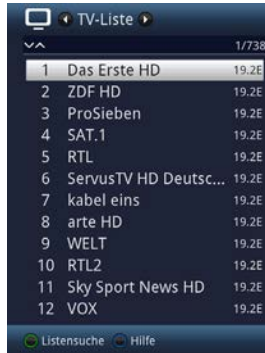 TV-Liste
1/738
1 Das Erste HD 19.2E
2 ZDF HD 19.2E
3 ProSieben 19.2E
4 SAT.1 19.2E
5 RTL 19.2E
6 ServusTV HD Deutsc... 19.2E
7 kabel eins 19.2E
8 arte HD 19.2E
9 WELT 19.2E
10 RTL2 19.2E
11 Sky Sport News HD 19.2E
12 VOX 19.2E
Listensuche Hilfe